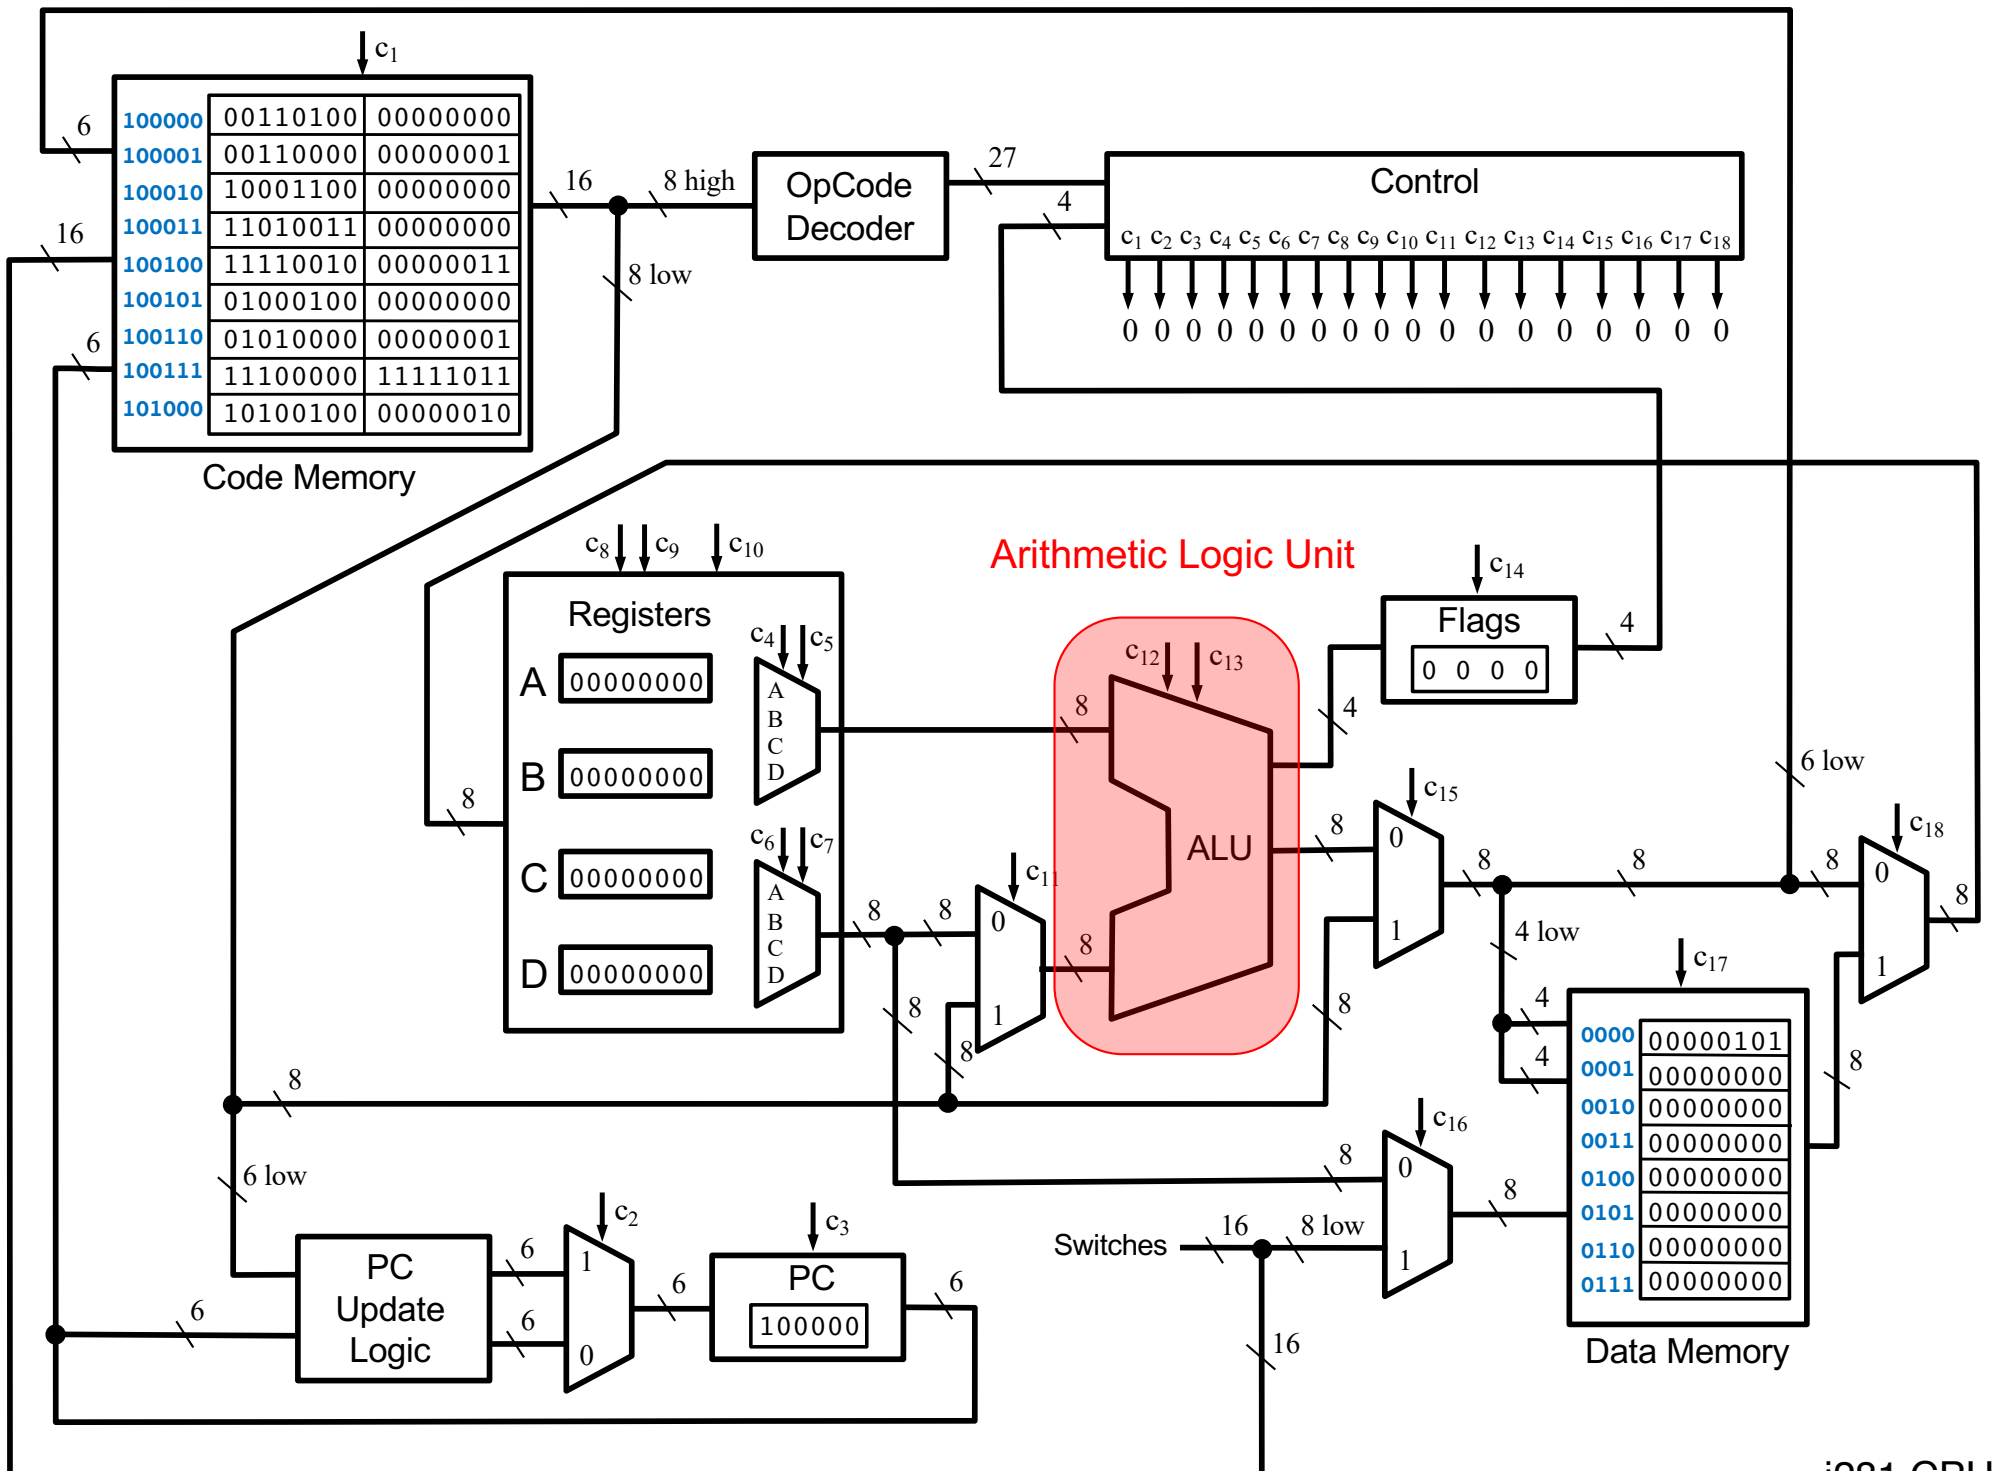 c1
100000 00110100 00000000
100001 00110000 00000001
100010 10001100 00000000
100011 11010011 00000000
100100 11110010 00000011
100101 01000100 00000000
100110 01010000 00000001
100111 11100000 11111011
101000 10100100 00000010
Code Memory
6
16
6
16
8 high
8 low
OpCode
Decoder
27
4
Control
c1 c2 c3 c4 c5 c6 c7 c8 c9 c10 c11 c12 c13 c14 c15 c16 c17 c18
0 0 0 0 0 0 0 0 0 0 0 0 0 0 0 0 0 0
c8 c9 c10
Registers
A 00000000
B 00000000
C 00000000
D 00000000
8
c4 c5
A
B
C
D
c6 c7
A
B
C
D
8
8
8
c11
0
1
8
8
Arithmetic Logic Unit
8
8
c12 c13
ALU
c14
Flags
0 0 0 0
4
4
8
c15
0
1
8
8
8
8
6 low
4 low
c18
0
1
8
c17
4
4
0000 00000101
0001 00000000
0010 00000000
0011 00000000
0100 00000000
0101 00000000
0110 00000000
0111 00000000
Data Memory
8
c16
0
1
8
8
Switches
16
8 low
16
6 low
PC
Update
Logic
6
6
6
c2
1
0
6
c3
PC
100000
6